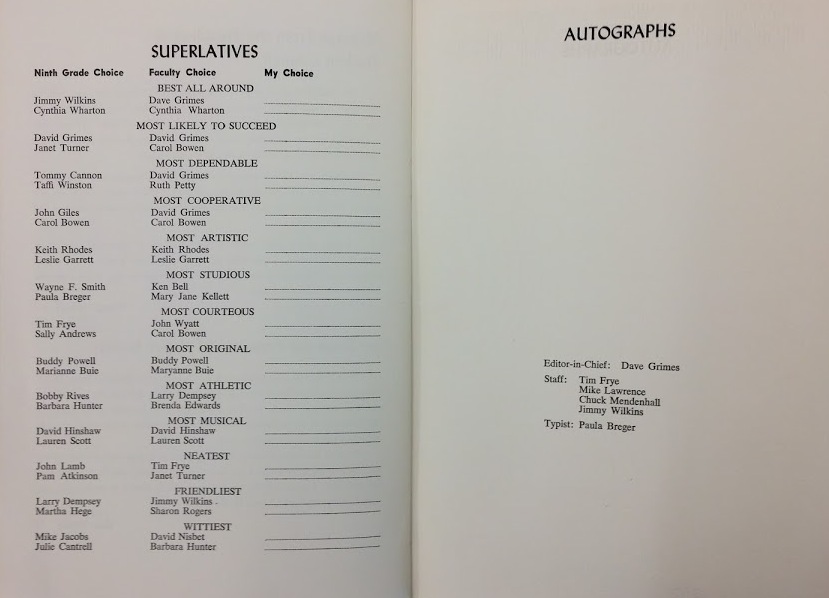 SUPERLATIVES
Ninth Grade Choice Faculty Choice My Choice
BEST ALL AROUND
Jimmy Wilkins Dave Grimes
Cynthia Wharton Cynthia Wharton
MOST LIKELY TO SUCCEED
David Grimes David Grimes
Janet Turner Carol Bowen
MOST DEPENDABLE
Tommy Cannon David Grimes
Taffi Winston Ruth Petty
MOST COOPERATIVE
John Giles David Grimes
Carol Bowen Carol Bowen
MOST ARTISTIC
Keith Rhodes Keith Rhodes
Leslie Garrett Leslie Garrett
MOST STUDIOUS
Wayne F. Smith Ken Bell
Paula Breger Mary Jane Kellett
MOST COURTEOUS
Tim Frye John Wyatt
Sally Andrews Carol Bowen
MOST ORIGINAL
Buddy Powell Buddy Powell
Marianne Buie Maryanne Buie
MOST ATHLETIC
Bobby Rives Larry Dempsey
Barbara Hunter Brenda Edwards
MOST MUSICAL
David Hinshaw David Hinshaw
Lauren Scott Lauren Scott
NEATEST
John Lamb Tim Frye
Pam Atkinson Janet Turner
FRIENDLIEST
Larry Dempsey Jimmy Wilkins
Martha Hege Sharon Rogers
WITTIEST
Mike Jacobs David Nisbet
Julie Cantrell Barbara Hunter
AUTOGRAPHS
Editor-in-Chief: Dave Grimes
Staff: Tim Frye
Mike Lawrence
Chuck Mendenhall
Jimmy Wilkins
Typist: Paula Breger